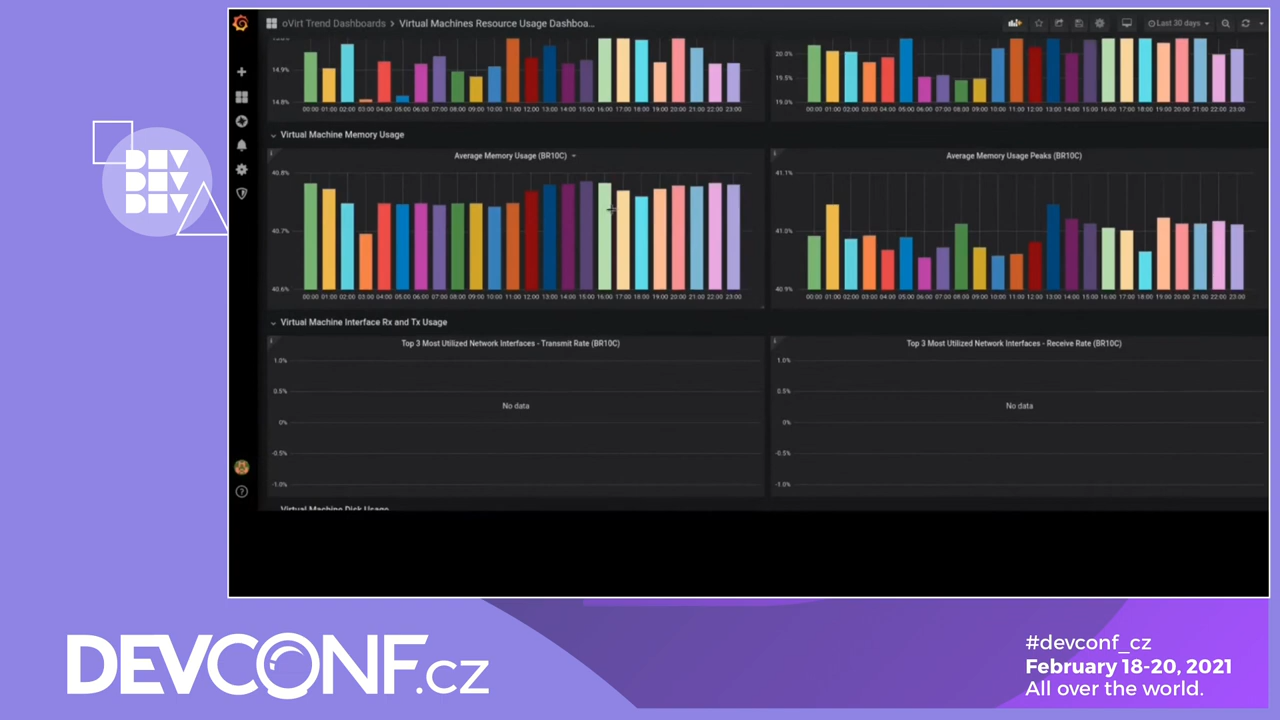 oVirt Trend Dashboards > Virtual Machines Resource Usage Dashboa...
Last 30 days
14.9%
14.8%
00:00 01:00 02:00 03:00 04:00 05:00 06:00 07:00 08:00 09:00 10:00 11:00 12:00 13:00 14:00 15:00 16:00 17:00 18:00 19:00 20:00 21:00 22:00 23:00
20.0%
19.5%
19.0%
00:00 01:00 02:00 03:00 04:00 05:00 06:00 07:00 08:00 09:00 10:00 11:00 12:00 13:00 14:00 15:00 16:00 17:00 18:00 19:00 20:00 21:00 22:00 23:00
Virtual Machine Memory Usage
Average Memory Usage (BR10C)
40.8%
40.7%
40.6%
00:00 01:00 02:00 03:00 04:00 05:00 06:00 07:00 08:00 09:00 10:00 11:00 12:00 13:00 14:00 15:00 16:00 17:00 18:00 19:00 20:00 21:00 22:00 23:00
Average Memory Usage Peaks (BR10C)
41.1%
41.0%
40.9%
00:00 01:00 02:00 03:00 04:00 05:00 06:00 07:00 08:00 09:00 10:00 11:00 12:00 13:00 14:00 15:00 16:00 17:00 18:00 19:00 20:00 21:00 22:00 23:00
Virtual Machine Interface Rx and Tx Usage
Top 3 Most Utilized Network Interfaces - Transmit Rate (BR10C)
1.0%
0.5%
No data
0%
-0.5%
-1.0%
Top 3 Most Utilized Network Interfaces - Receive Rate (BR10C)
1.0%
0.5%
No data
0%
-0.5%
-1.0%
Virtual Machine Disk Usage
DEV
DEV
DEV
DEVCONF.cz
#devconf_cz
February 18-20, 2021
All over the world.